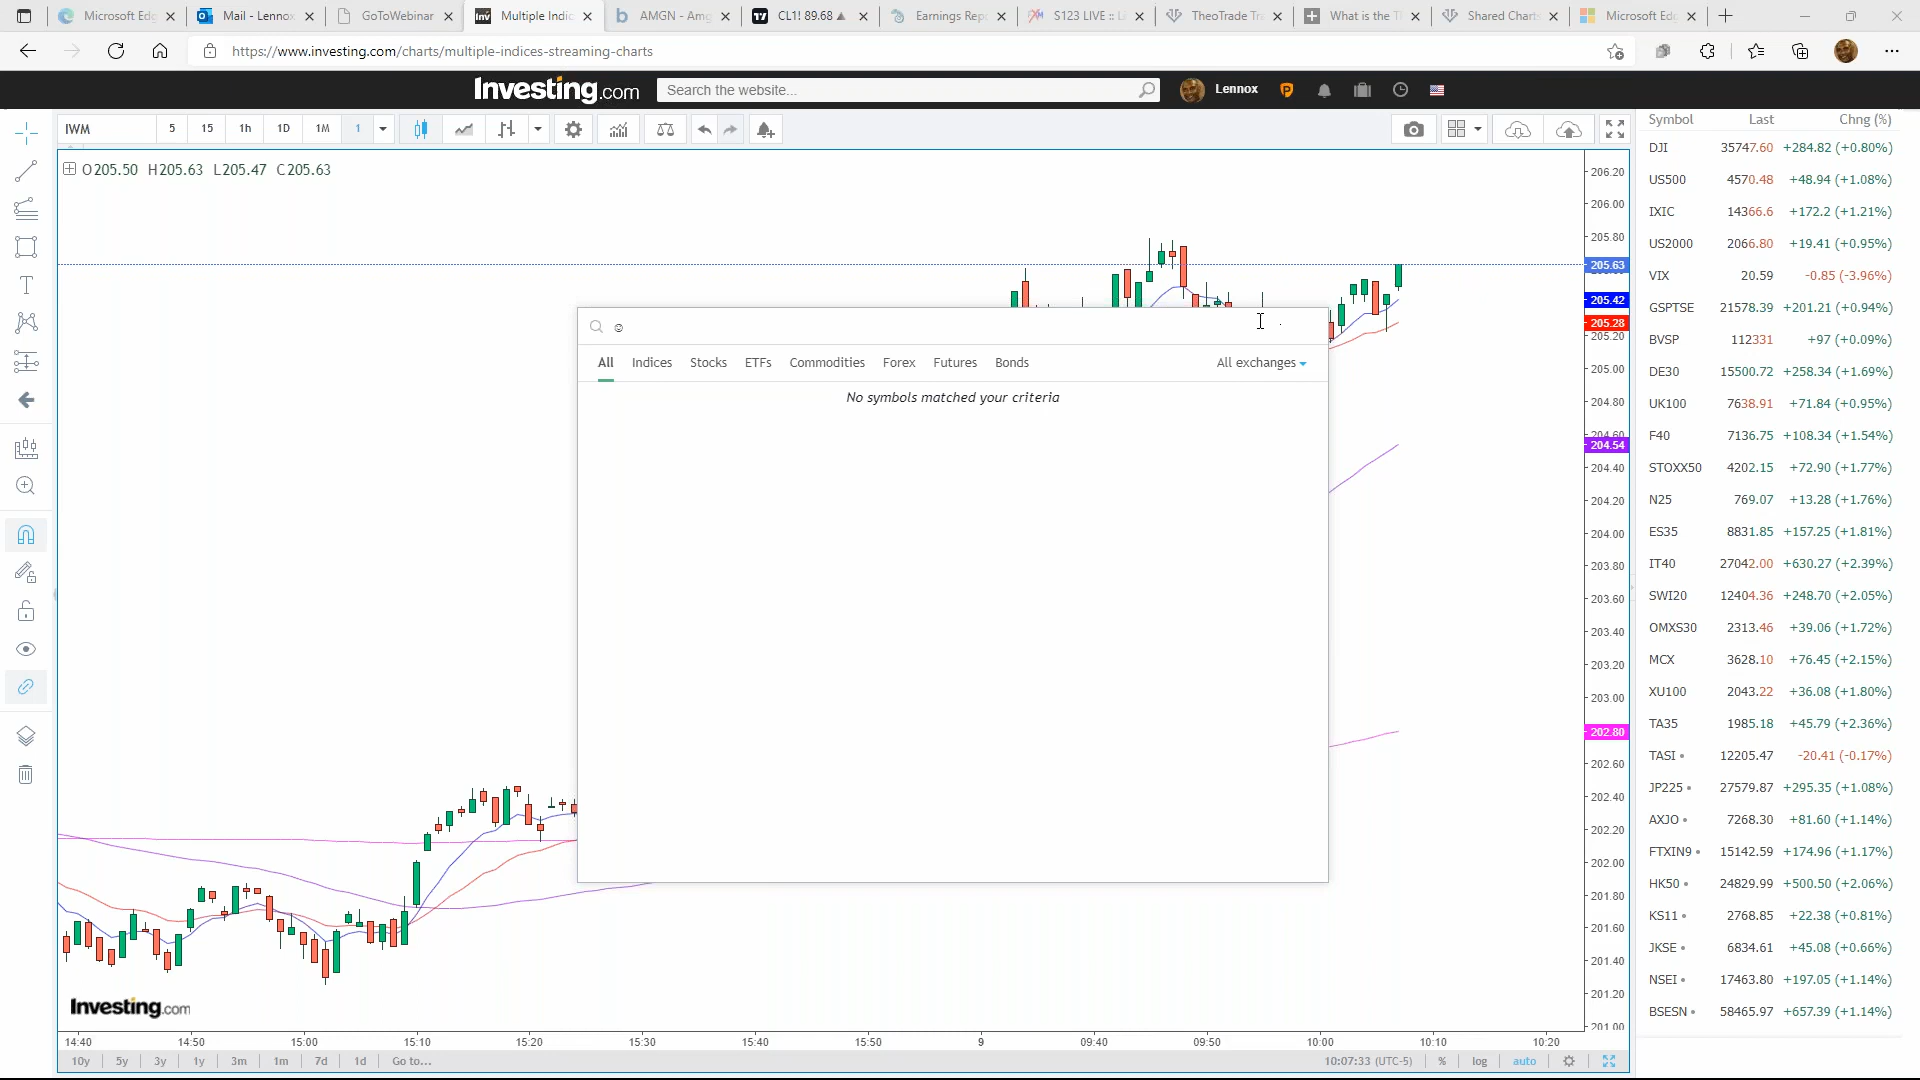 Microsoft Edg
Mail - Lenno
GoToWebinar
Multiple Indic
AMGN - Amg
CL1! 89.68 ▲
Earnings Repo
S123 LIVE :: Li
TheoTrade Tr
What is the Ti
Shared Charts
Microsoft Edg
https://www.investing.com/charts/multiple-indices-streaming-charts
Investing.com
Search the website...
Lennox
IWM 5 15 1h 1D 1M 1
O205.50 H205.63 L205.47 C205.63
☺
All Indices Stocks ETFs Commodities Forex Futures Bonds All exchanges
No symbols matched your criteria
206.20
206.00
205.80
205.63
205.42
205.28
205.20
205.00
204.80
204.60
204.54
204.40
204.20
204.00
203.80
203.60
203.40
203.20
203.00
202.80
202.60
202.40
202.20
202.00
201.80
201.60
201.40
201.20
201.00
Symbol Last Chng (%)
DJI 35747.60 +284.82 (+0.80%)
US500 4570.48 +48.94 (+1.08%)
IXIC 14366.6 +172.2 (+1.21%)
US2000 2066.80 +19.41 (+0.95%)
VIX 20.59 -0.85 (-3.96%)
GSPTSE 21578.39 +201.21 (+0.94%)
BVSP 112331 +97 (+0.09%)
DE30 15500.72 +258.34 (+1.69%)
UK100 7638.91 +71.84 (+0.95%)
F40 7136.75 +108.34 (+1.54%)
STOXX50 4202.15 +72.90 (+1.77%)
N25 769.07 +13.28 (+1.76%)
ES35 8831.85 +157.25 (+1.81%)
IT40 27042.00 +630.27 (+2.39%)
SWI20 12404.36 +248.70 (+2.05%)
OMXS30 2313.46 +39.06 (+1.72%)
MCX 3628.10 +76.45 (+2.15%)
XU100 2043.22 +36.08 (+1.80%)
TA35 1985.18 +45.79 (+2.36%)
TASI 12205.47 -20.41 (-0.17%)
JP225 27579.87 +295.35 (+1.08%)
AXJO 7268.30 +81.60 (+1.14%)
FTXIN9 15142.59 +174.96 (+1.17%)
HK50 24829.99 +500.50 (+2.06%)
KS11 2768.85 +22.38 (+0.81%)
JKSE 6834.61 +45.08 (+0.66%)
NSEI 17463.80 +197.05 (+1.14%)
BSESN 58465.97 +657.39 (+1.14%)
Investing.com
14:40 14:50 15:00 15:10 15:20 15:30 15:40 15:50 9 09:40 09:50 10:00 10:10 10:20
10y 5y 3y 1y 3m 1m 7d 1d Go to... 10:07:33 (UTC-5) % log auto